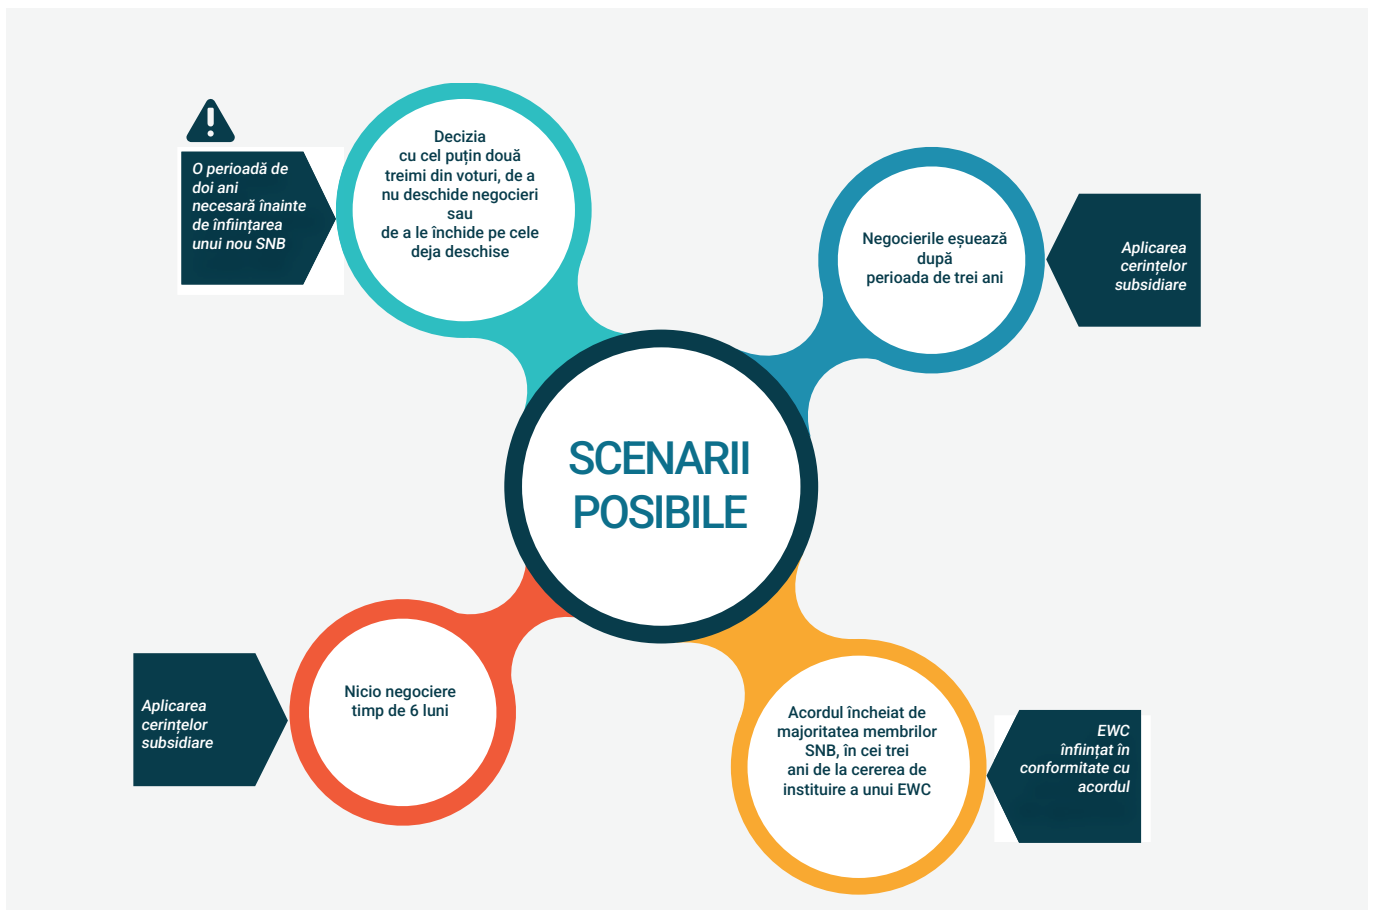 O perioadă de
doi ani
necesară înainte
de înființarea
unui nou SNB
Decizia
cu cel puțin două
treimi din voturi, de a
nu deschide negocieri
sau
de a le închide pe cele
deja deschise
Negocierile eșuează
după
perioada de trei ani
Aplicarea
cerințelor
subsidiare
SCENARII
POSIBILE
Aplicarea
cerințelor
subsidiare
Nicio negociere
timp de 6 luni
Acordul încheiat de
majoritatea membrilor
SNB, în cei trei
ani de la cererea de
instituire a unui EWC
EWC
înființat în
conformitate cu
acordul